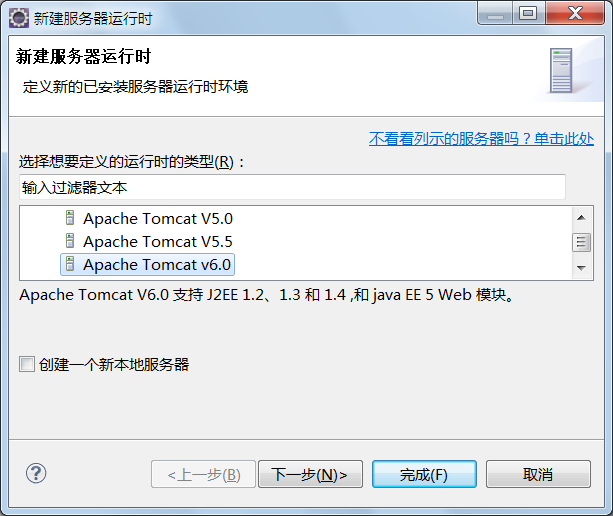 新建服务器运行时
新建服务器运行时
定义新的已安装服务器运行时环境
不看看列示的服务器吗？单击此处
选择想要定义的运行时的类型(R)：
输入过滤器文本
Apache Tomcat V5.0
Apache Tomcat V5.5
Apache Tomcat v6.0
Apache Tomcat V6.0 支持 J2EE 1.2、1.3 和 1.4 ,和 java EE 5 Web 模块。
创建一个新本地服务器
<上一步(B) 下一步(N)> 完成(F) 取消